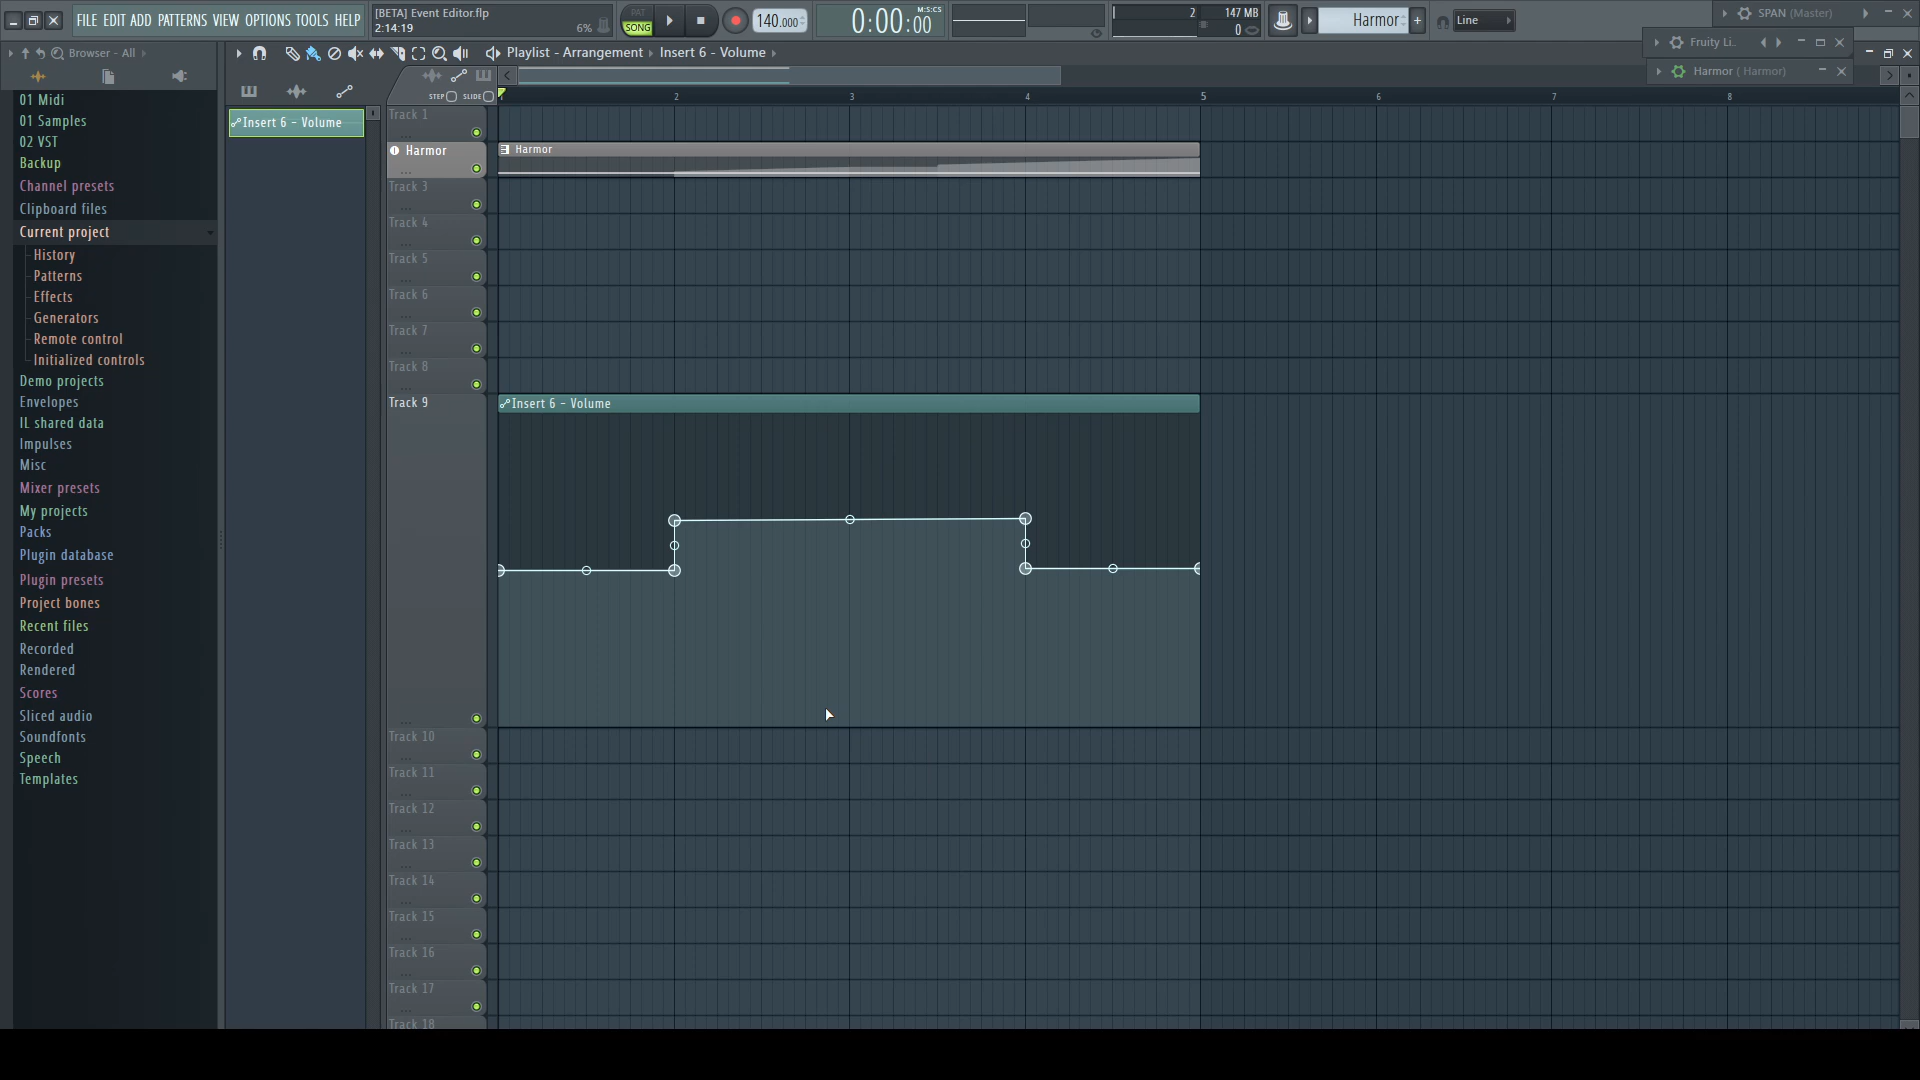 FILE EDIT ADD PATTERNS VIEW OPTIONS TOOLS HELP
[BETA] Event Editor.flp
2:14:19
6%
PAT
SONG
140.000
M:S:CS
0:00:00
2
147 MB
0
Harmor
Line
SPAN (Master)
Fruity Li..
Harmor (Harmor)
Browser - All
Playlist - Arrangement
Insert 6 - Volume
STEP
SLIDE
2
3
4
5
6
7
8
01 Midi
01 Samples
02 VST
Backup
Channel presets
Clipboard files
Current project
History
Patterns
Effects
Generators
Remote control
Initialized controls
Demo projects
Envelopes
IL shared data
Impulses
Misc
Mixer presets
My projects
Packs
Plugin database
Plugin presets
Project bones
Recent files
Recorded
Rendered
Scores
Sliced audio
Soundfonts
Speech
Templates
Insert 6 - Volume
Track 1
Harmor
Harmor
Track 3
Track 4
Track 5
Track 6
Track 7
Track 8
Track 9
Insert 6 - Volume
Track 10
Track 11
Track 12
Track 13
Track 14
Track 15
Track 16
Track 17
Track 18